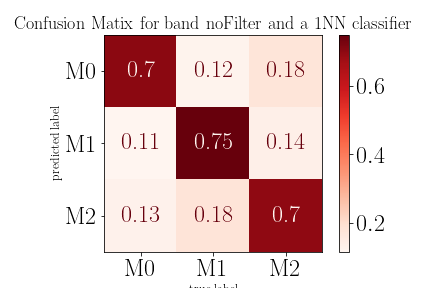 Confusion Matix for band noFilter and a 1NN classifier
predicted label
M0 0.7 0.12 0.18
M1 0.11 0.75 0.14
M2 0.13 0.18 0.7
M0 M1 M2
true label
0.6
0.4
0.2